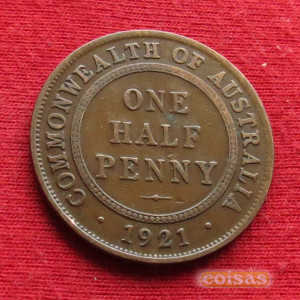 COMMONWEALTH OF AUSTRALIA
ONE
HALF
PENNY
· 1921 ·
coisas